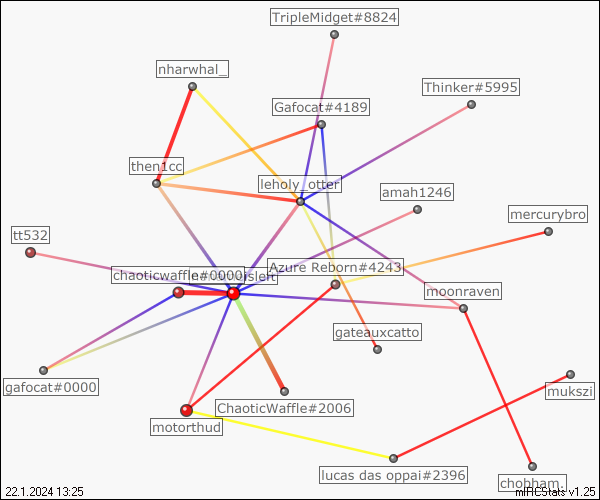 TripleMidget#8824
nharwhal_
Thinker#5995
Gafocat#4189
then1cc
leholy_otter
amah1246
mercurybro
tt532
Azure Reborn#4243
chaoticwaffle#0000
moonraven
gateauxcatto
gafocat#0000
mukszi
ChaoticWaffle#2006
motorthud
lucas das oppai#2396
chobham.
22.1.2024 13:25
mIRCStats v1.25